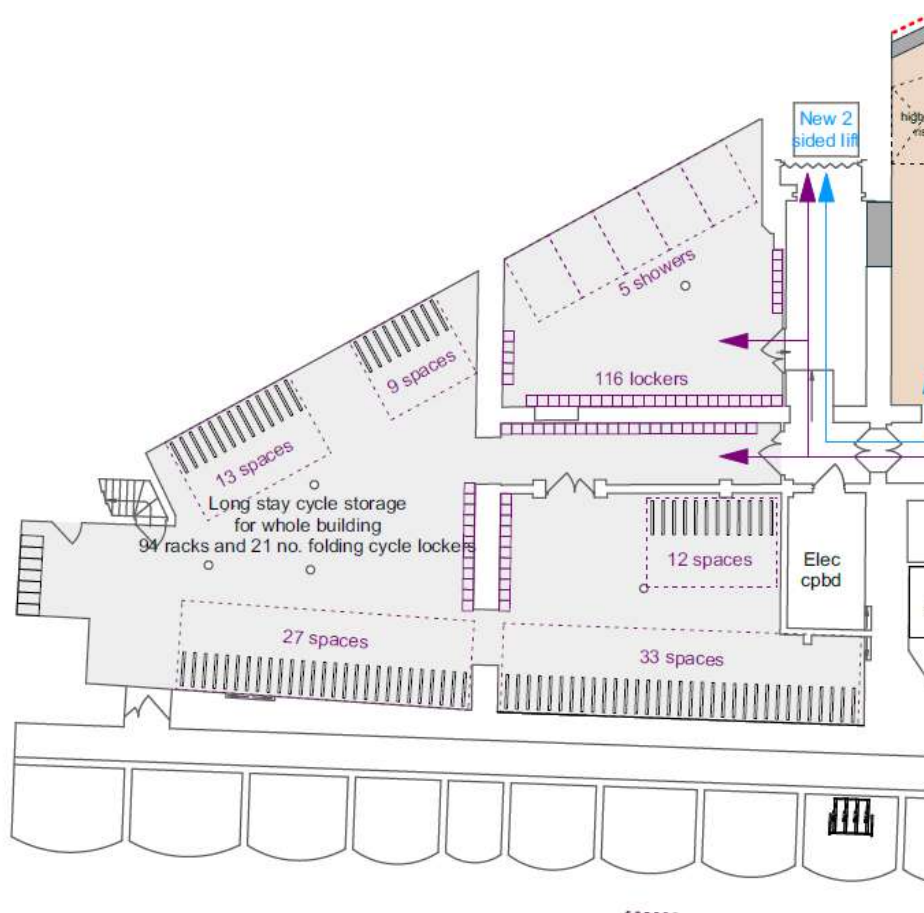 New 2
sided lift
5 showers
9 spaces
116 lockers
13 spaces
Long stay cycle storage
for whole building
94 racks and 21 no. folding cycle lockers
12 spaces
Elec
cpbd
27 spaces
33 spaces